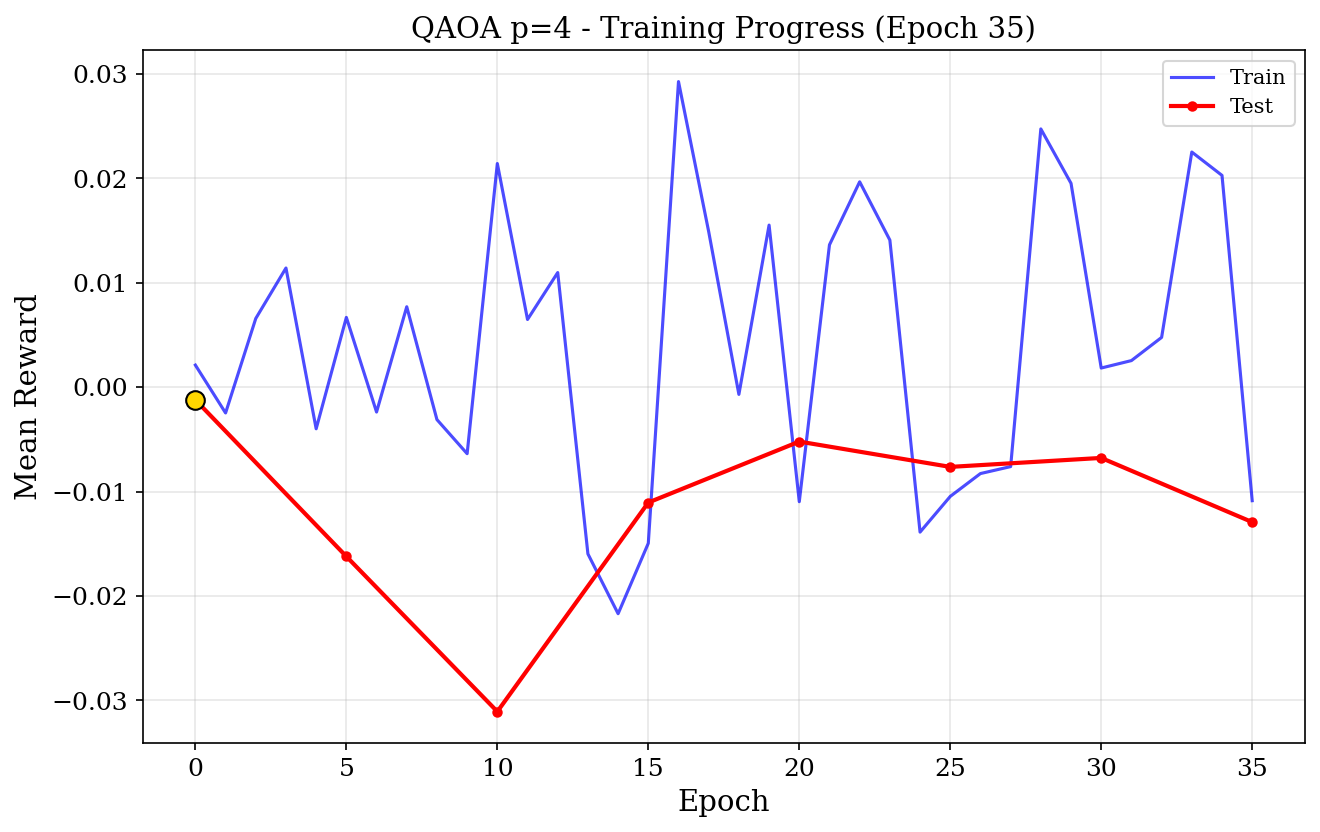 QAOA p=4 - Training Progress (Epoch 35)
Train
Test
Mean Reward
0.03
0.02
0.01
0.00
−0.01
−0.02
−0.03
0 5 10 15 20 25 30 35
Epoch